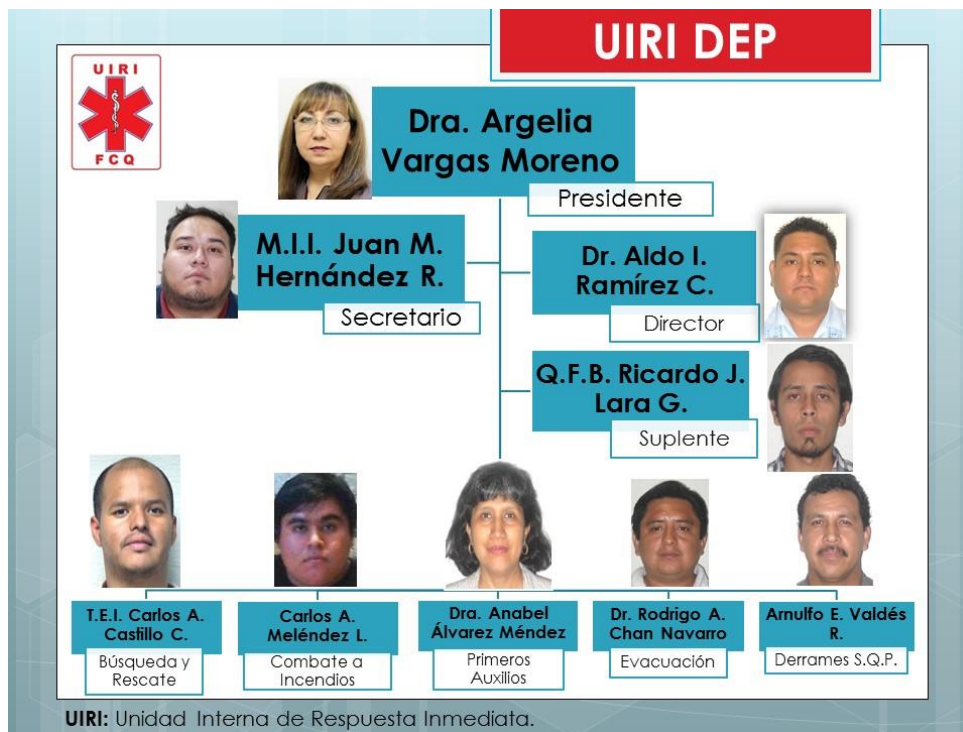 UIRI DEP
UIRI
FCQ
Dra. Argelia
Vargas Moreno
Presidente
M.I.I. Juan M.
Hernández R.
Secretario
Dr. Aldo I.
Ramírez C.
Director
Q.F.B. Ricardo J.
Lara G.
Suplente
T.E.I. Carlos A.
Castillo C.
Búsqueda y
Rescate
Carlos A.
Meléndez L.
Combate a
Incendios
Dra. Anabel
Álvarez Méndez
Primeros
Auxilios
Dr. Rodrigo A.
Chan Navarro
Evacuación
Arnulfo E. Valdés
R.
Derrames S.Q.P.
UIRI: Unidad Interna de Respuesta Inmediata.